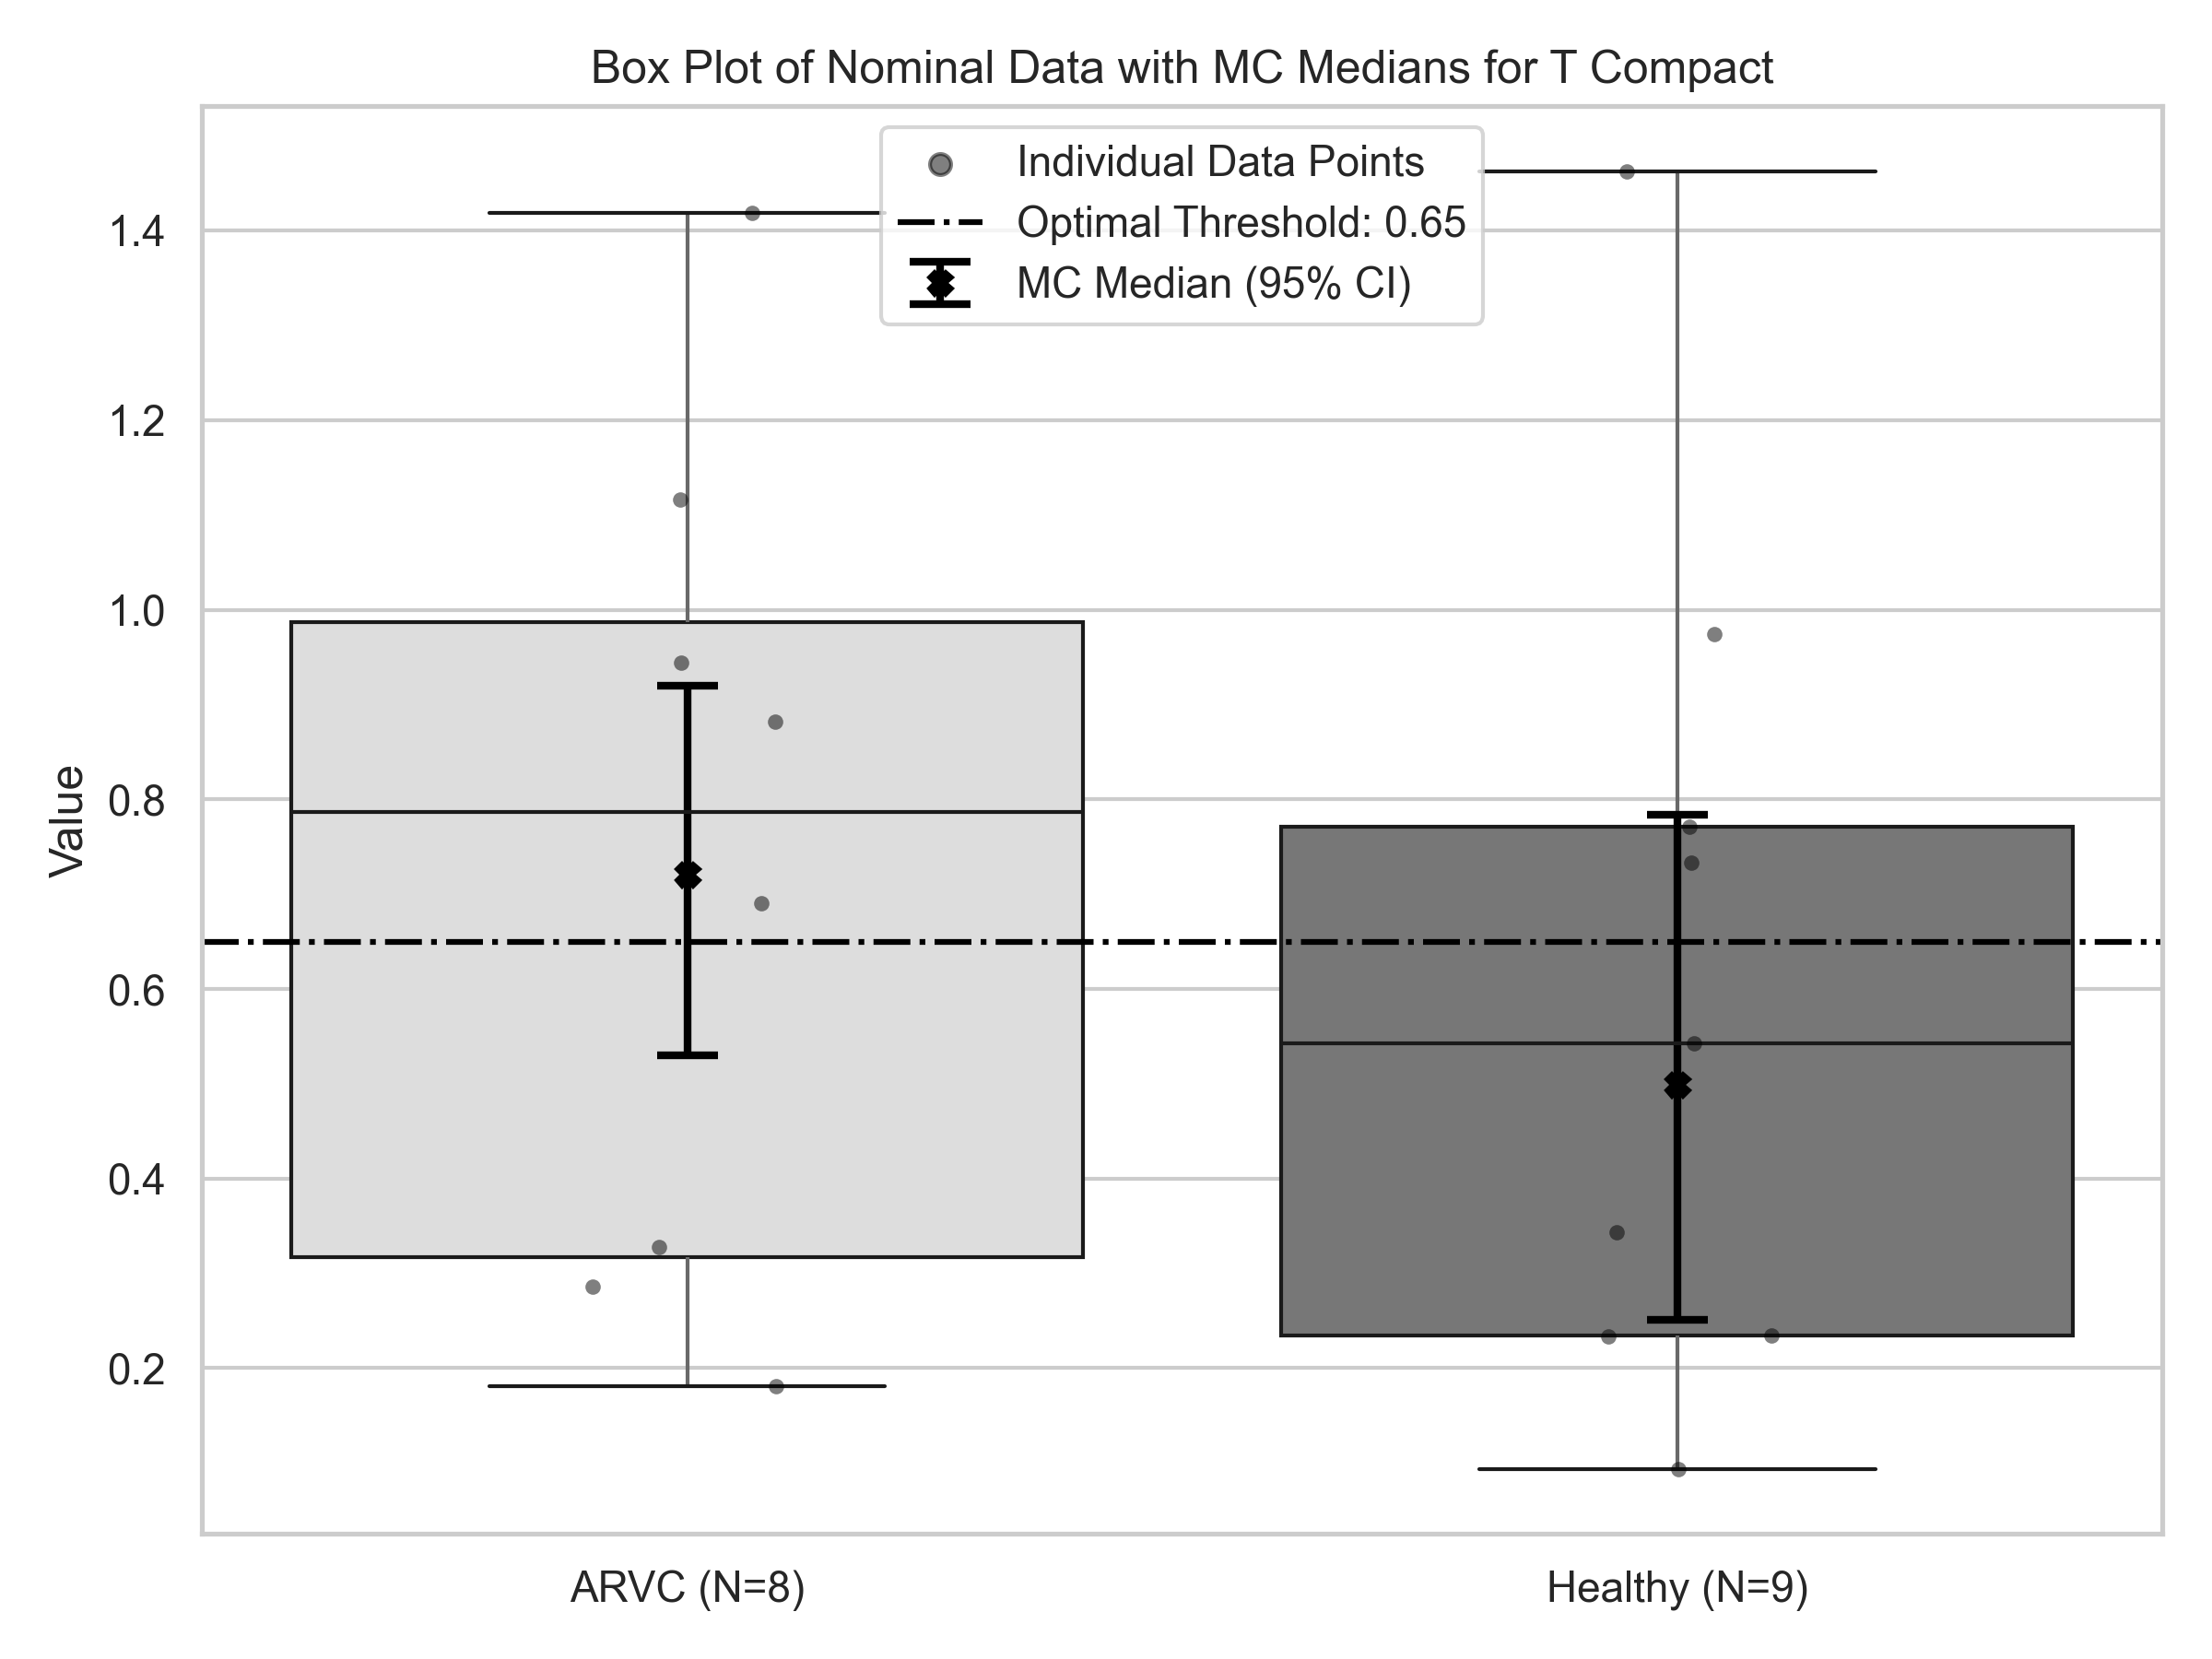 Box Plot of Nominal Data with MC Medians for T Compact
Individual Data Points
Optimal Threshold: 0.65
MC Median (95% CI)
Value
1.4
1.2
1.0
0.8
0.6
0.4
0.2
ARVC (N=8)
Healthy (N=9)